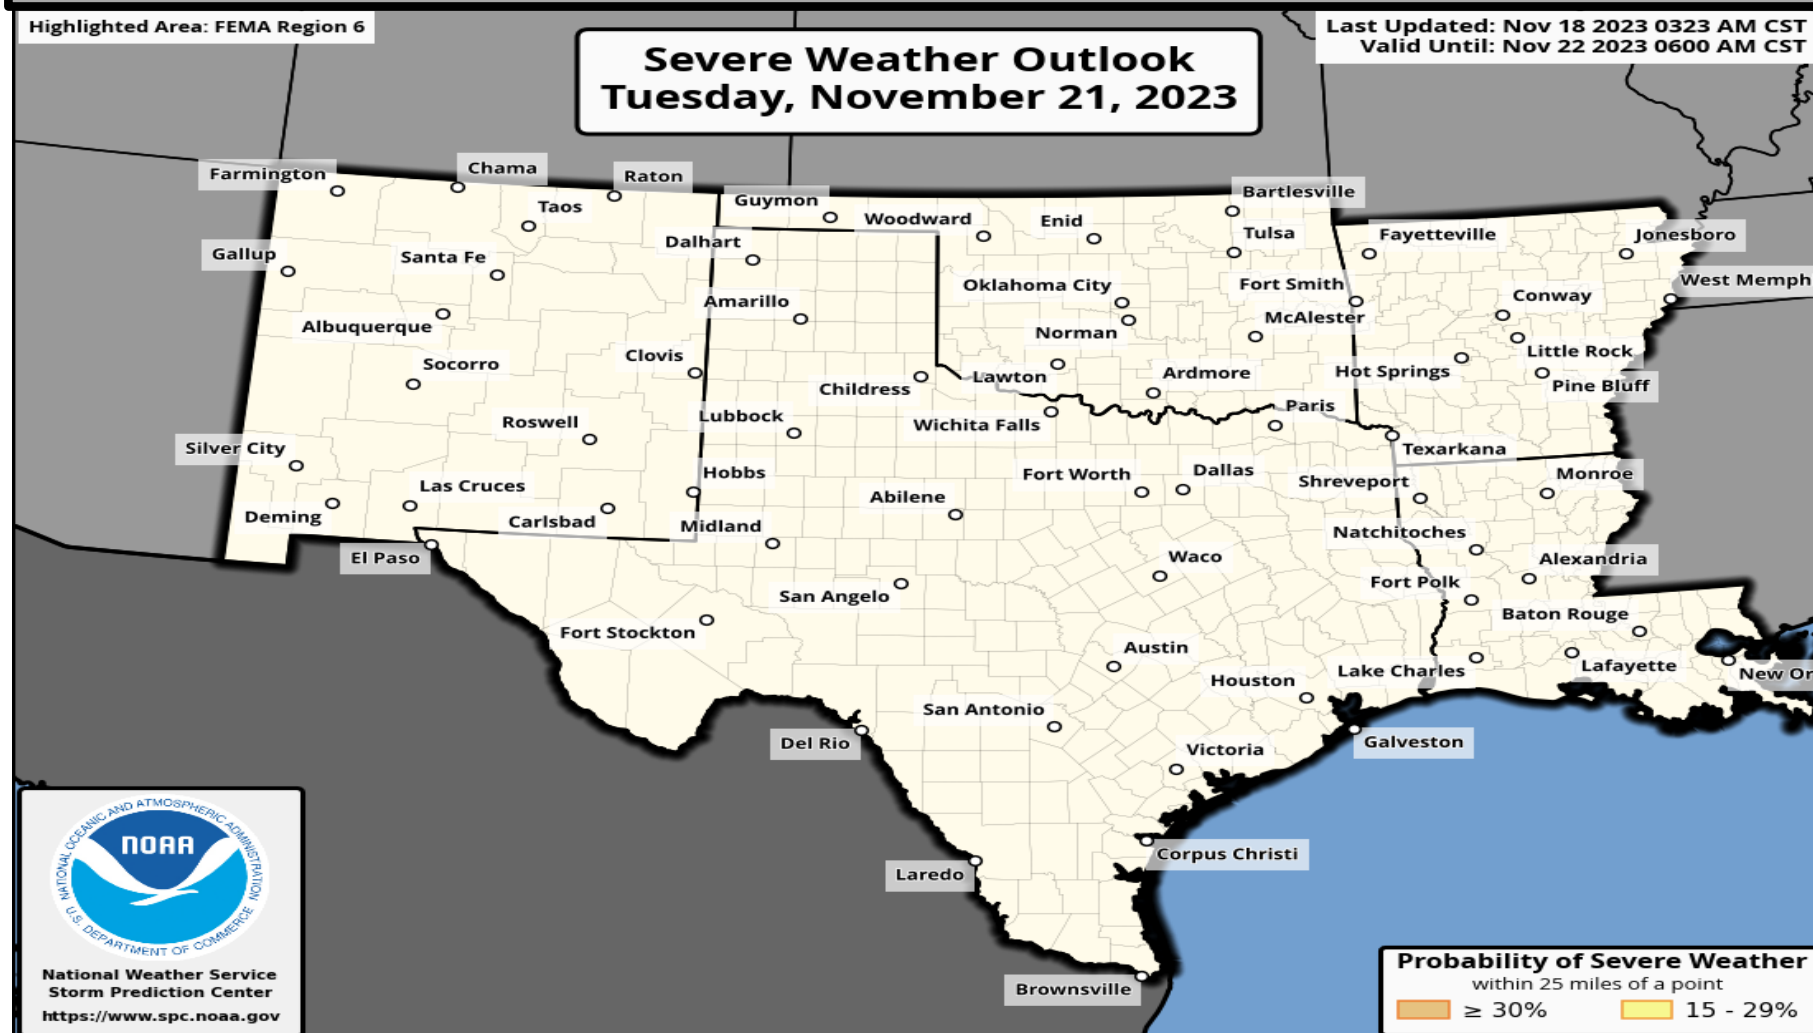 Highlighted Area: FEMA Region 6
Severe Weather Outlook
Tuesday, November 21, 2023
Last Updated: Nov 18 2023 0323 AM CST
Valid Until: Nov 22 2023 0600 AM CST
Farmington
Chama
Raton
Taos
Guymon
Woodward
Enid
Bartlesville
Gallup
Santa Fe
Dalhart
Tulsa
Fayetteville
Jonesboro
Albuquerque
Amarillo
Oklahoma City
Fort Smith
Conway
West Memph
Norman
McAlester
Socorro
Clovis
Childress
Lawton
Ardmore
Hot Springs
Little Rock
Pine Bluff
Roswell
Lubbock
Wichita Falls
Paris
Texarkana
Silver City
Las Cruces
Hobbs
Abilene
Fort Worth
Dallas
Shreveport
Monroe
Deming
Carlsbad
Midland
Natchitoches
El Paso
Waco
Alexandria
San Angelo
Fort Polk
Fort Stockton
Baton Rouge
Austin
Houston
Lake Charles
Lafayette
New Or
San Antonio
Del Rio
Victoria
Galveston
Laredo
Corpus Christi
Brownsville
NATIONAL OCEANIC AND ATMOSPHERIC ADMINISTRATION
NOAA
U.S. DEPARTMENT OF COMMERCE
National Weather Service
Storm Prediction Center
https://www.spc.noaa.gov
Probability of Severe Weather
within 25 miles of a point
≥ 30% 15 - 29%